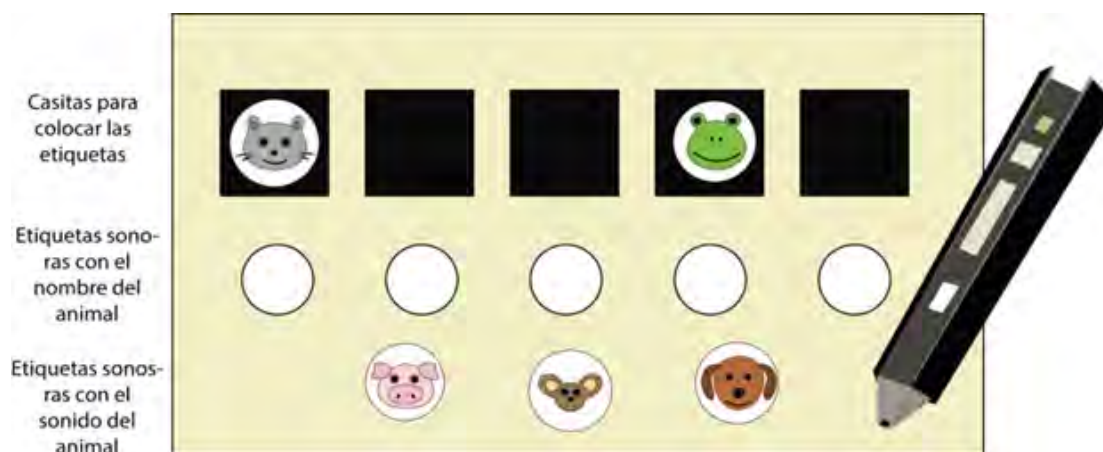 Casitas para
colocar las
etiquetas
Etiquetas sono-
ras con el
nombre del
animal
Etiquetas sonos-
ras con el
sonido del
animal